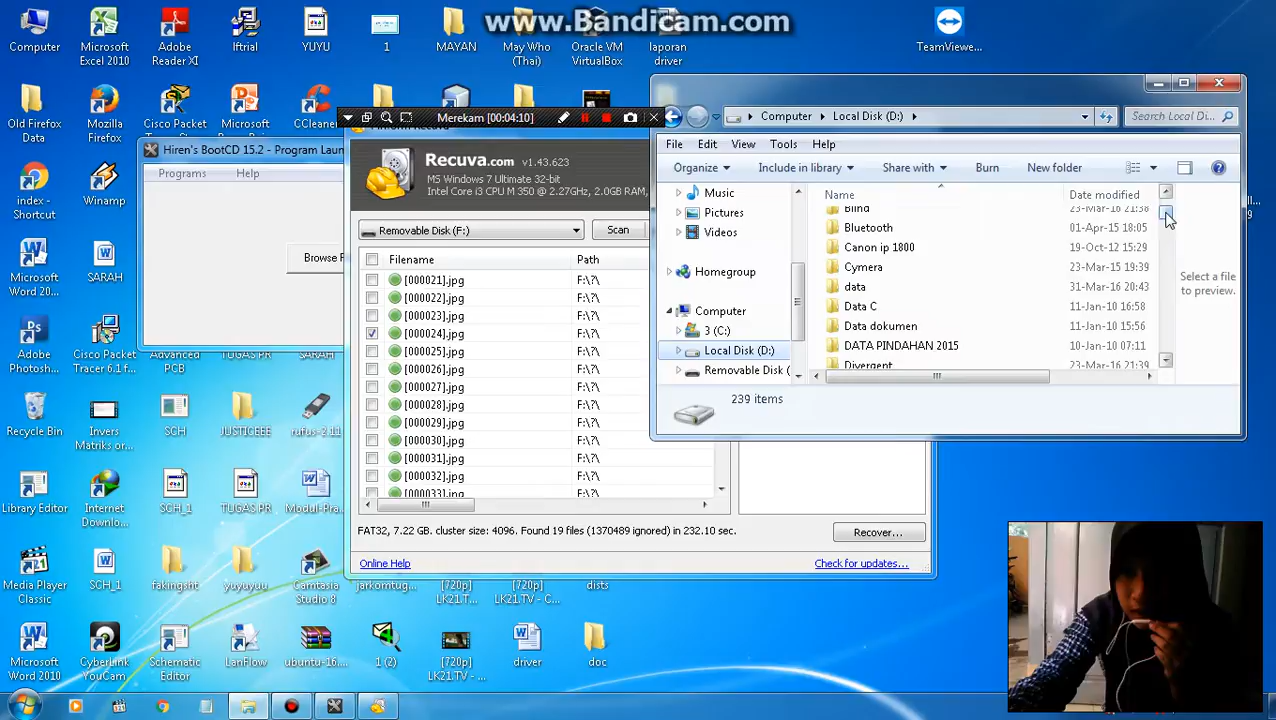 www.Bandicam.com
Computer
Microsoft
Excel 2010
Adobe
Reader XI
Iftrial
YUYU
1
MAYAN
May Who
(Thai)
Oracle VM
VirtualBox
laporan
driver
TeamViewe...
Old Firefox
Data
Mozilla
Firefox
Cisco Packet
Microsoft
CCleaner
index -
Shortcut
Winamp
Microsoft
Word 20...
SARAH
Adobe
Photosh...
Cisco Packet
Tracer 6.1 f...
Advanced
PCB
TUGAS PR
SARAH
Recycle Bin
Invers
Matriks or...
SCH
JUSTICEEE
rufus-2.11
Library Editor
Internet
Downlo...
SCH_1
TUGAS PR
Modul-Pra...
Media Player
Classic
SCH_1
fakingsht
yuyuyuu
Camtasia
Studio 8
jarkomtug...
[720p]
LK21.T...
[720p]
LK21.TV - C...
dists
Microsoft
Word 2010
CyberLink
YouCam
Schematic
Editor
LanFlow
ubuntu-16....
1 (2)
[720p]
LK21.TV - ...
driver
doc
Hiren's BootCD 15.2 - Program Laun
Programs
Help
Browse F
Merekam [00:04:10]
Recuva.com v1.43.623
MS Windows 7 Ultimate 32-bit
Intel Core i3 CPU M 350 @ 2.27GHz, 2.0GB RAM,
Removable Disk (F:)
Scan
Filename
Path
[000021].jpg F:\?\
[000022].jpg F:\?\
[000023].jpg F:\?\
[000024].jpg F:\?\
[000025].jpg F:\?\
[000026].jpg F:\?\
[000027].jpg F:\?\
[000028].jpg F:\?\
[000029].jpg F:\?\
[000030].jpg F:\?\
[000031].jpg F:\?\
[000032].jpg F:\?\
[000033].jpg F:\?\
FAT32, 7.22 GB. cluster size: 4096. Found 19 files (1370489 ignored) in 232.10 sec.
Recover...
Online Help
Check for updates...
Computer
Local Disk (D:)
Search Local Di...
File Edit View Tools Help
Organize Include in library Share with Burn New folder
Music
Pictures
Videos
Homegroup
Computer
3 (C:)
Local Disk (D:)
Removable Disk (
Name Date modified
Blind 23-Mar-16 21:38
Bluetooth 01-Apr-15 18:05
Canon ip 1800 19-Oct-12 15:29
Cymera 23-Mar-15 19:39
data 31-Mar-16 20:43
Data C 11-Jan-10 16:58
Data dokumen 11-Jan-10 15:56
DATA PINDAHAN 2015 10-Jan-10 07:11
Divergent 23-Mar-16 21:39
Select a file
to preview.
239 items